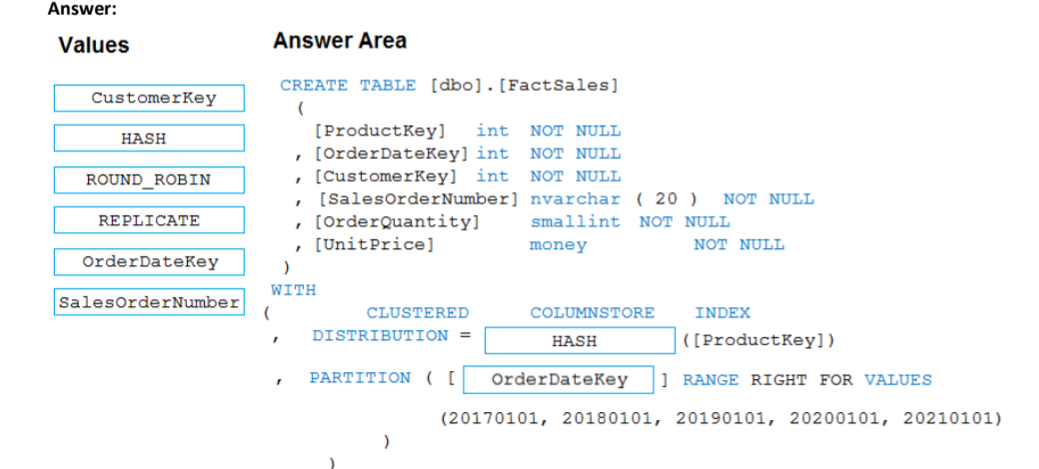 Answer:
Values
Answer Area
CustomerKey
HASH
ROUND_ROBIN
REPLICATE
OrderDateKey
SalesOrderNumber
CREATE TABLE [dbo].[FactSales]
(
[ProductKey] int NOT NULL
, [OrderDateKey] int NOT NULL
, [CustomerKey] int NOT NULL
, [SalesOrderNumber] nvarchar ( 20 ) NOT NULL
, [OrderQuantity] smallint NOT NULL
, [UnitPrice] money NOT NULL
)
WITH
( CLUSTERED COLUMNSTORE INDEX
, DISTRIBUTION = HASH ([ProductKey])
, PARTITION ( [ OrderDateKey ] RANGE RIGHT FOR VALUES
(20170101, 20180101, 20190101, 20200101, 20210101)
)
)